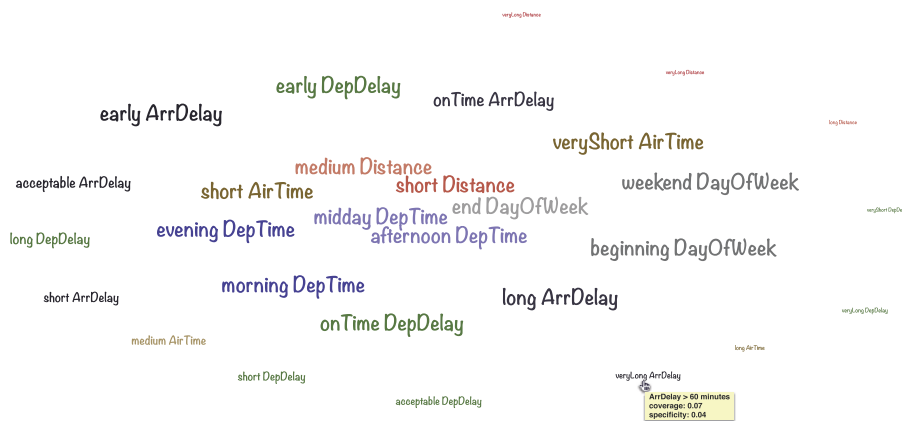 veryLong Distance
veryLong Distance
early DepDelay
onTime ArrDelay
early ArrDelay
long Distance
veryShort AirTime
medium Distance
acceptable ArrDelay
short AirTime
short Distance
weekend DayOfWeek
end DayOfWeek
veryShort DepDe
midday DepTime
evening DepTime
afternoon DepTime
long DepDelay
beginning DayOfWeek
morning DepTime
short ArrDelay
long ArrDelay
veryLong DepDelay
onTime DepDelay
medium AirTime
long AirTime
short DepDelay
veryLong ArrDelay
ArrDelay > 60 minutes
coverage: 0.07
specificity: 0.04
acceptable DepDelay